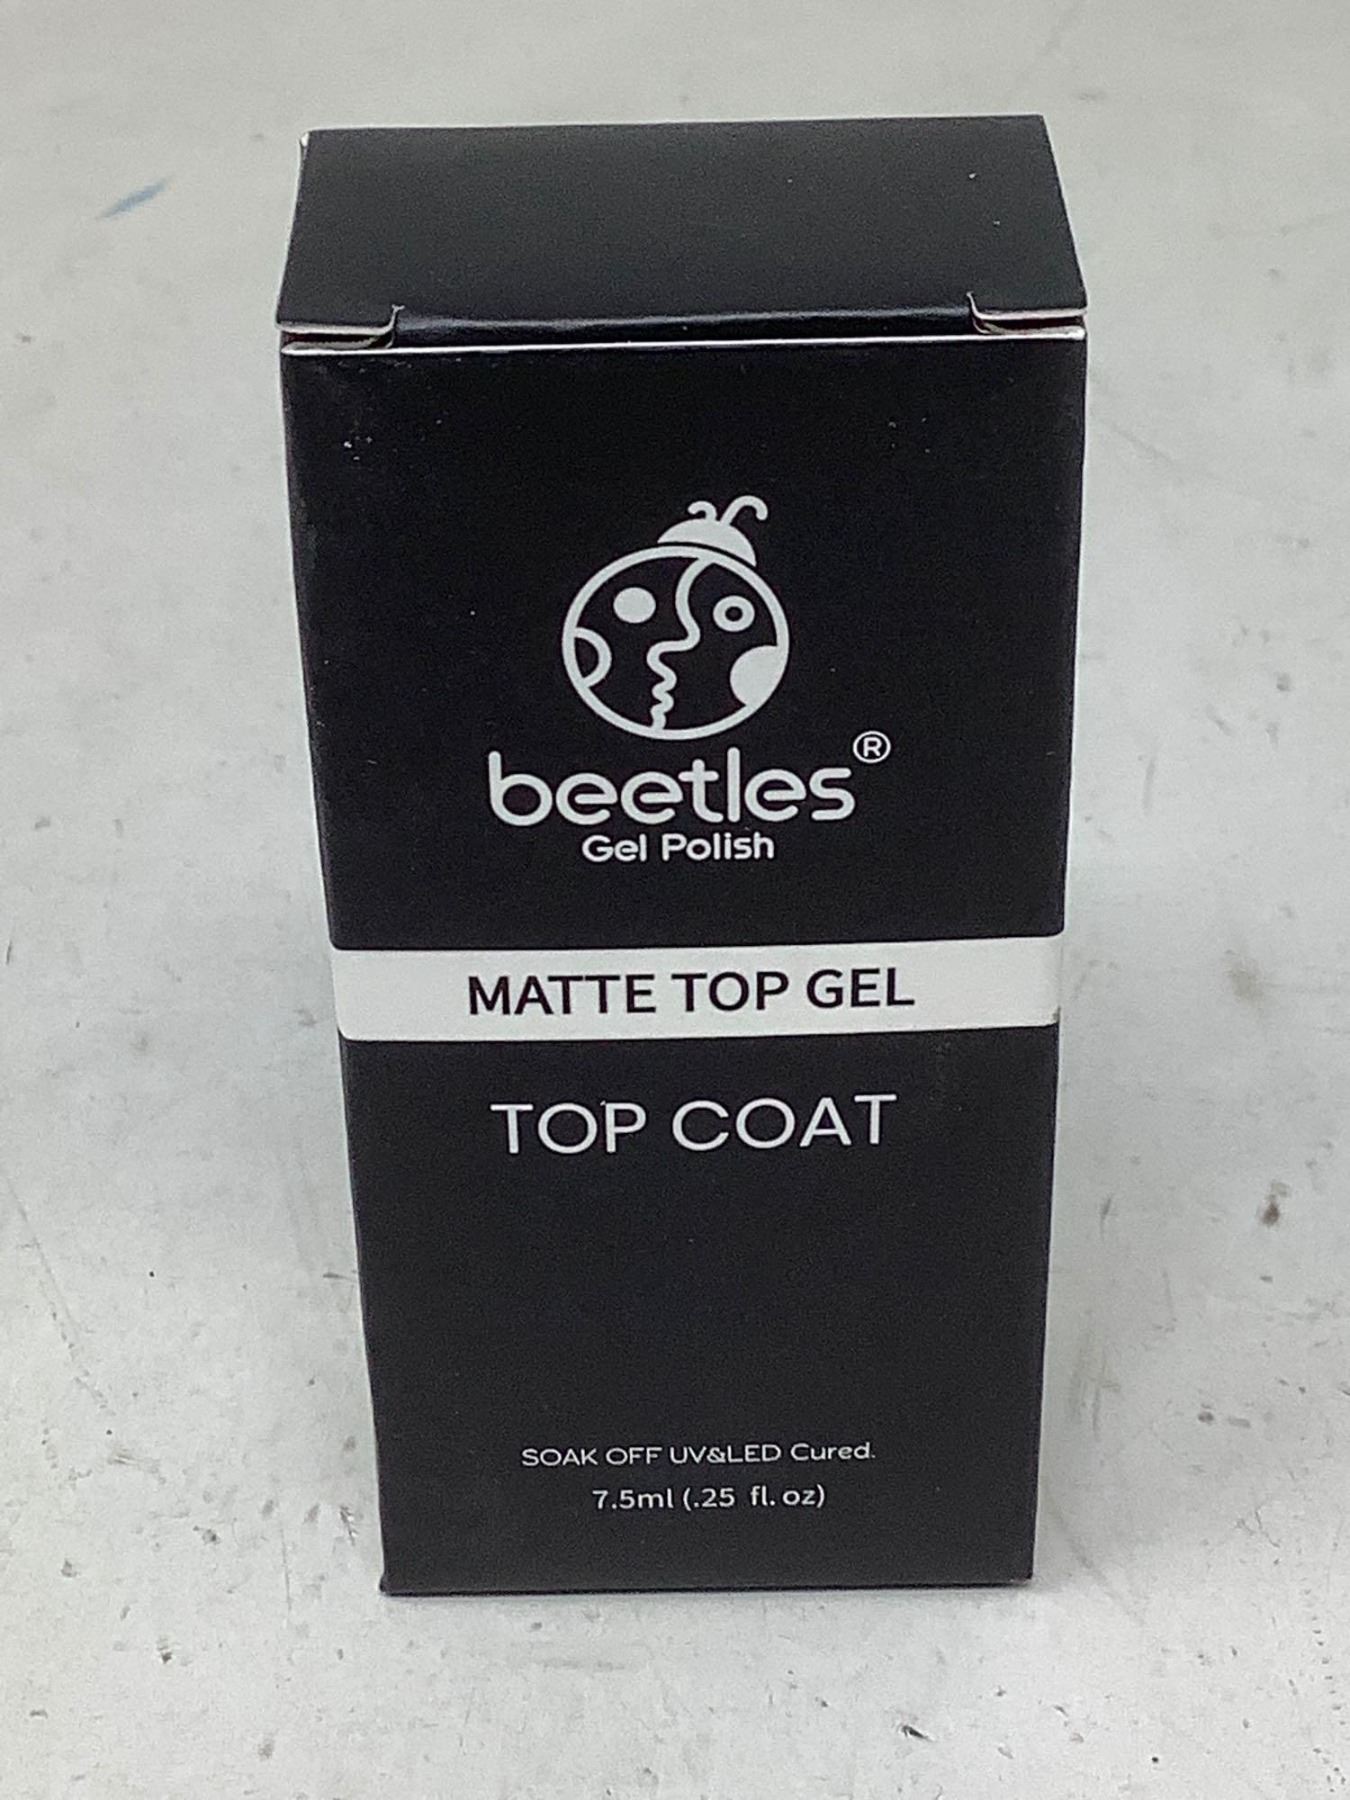 beetles®
Gel Polish
MATTE TOP GEL
TOP COAT
SOAK OFF UV&LED Cured.
7.5ml (.25 fl. oz)